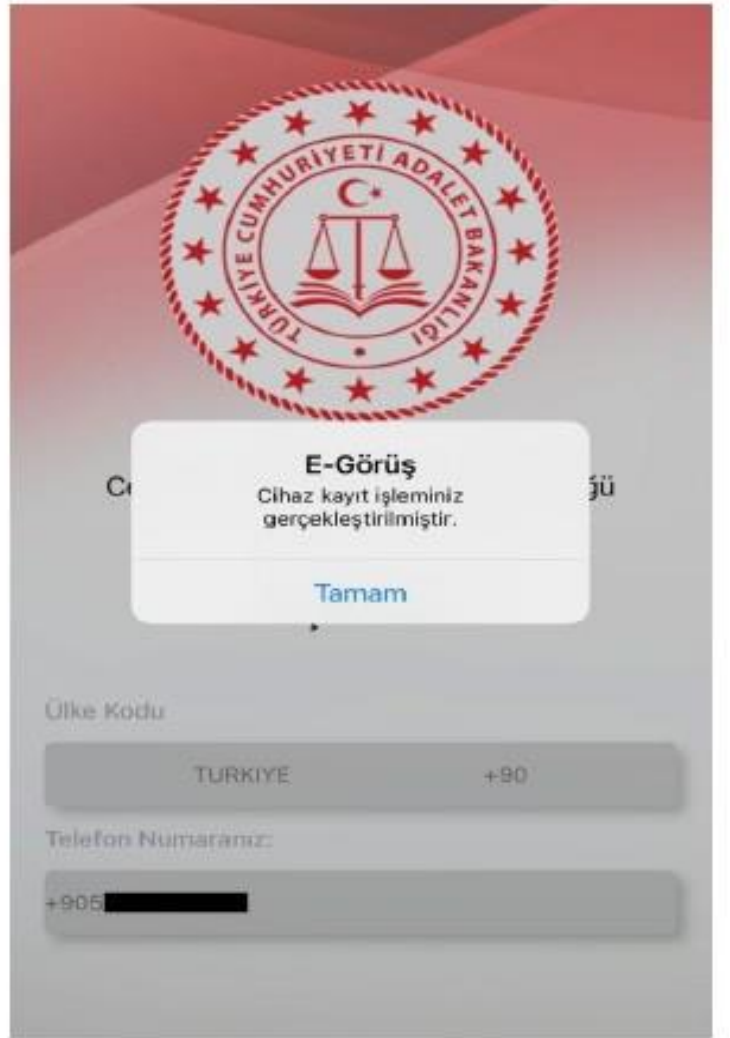 TÜRKİYE CUMHURİYETİ ADALET BAKANLIĞI
E-Görüş
Cihaz kayıt işleminiz
gerçekleştirilmiştir.
Tamam
Ülke Kodu
TURKIYE +90
Telefon Numaranız:
+905